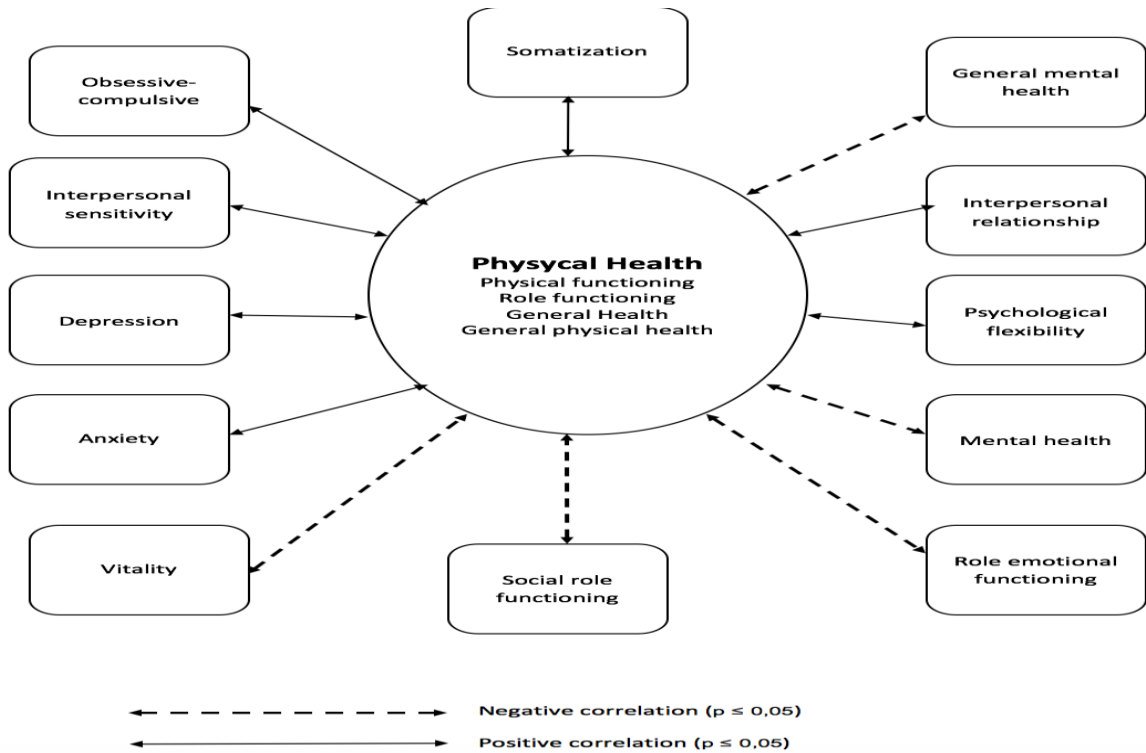 Somatization
Obsessive-
compulsive
General mental
health
Interpersonal
sensitivity
Interpersonal
relationship
Physycal Health
Physical functioning
Role functioning
General Health
General physical health
Depression
Psychological
flexibility
Anxiety
Mental health
Vitality
Social role
functioning
Role emotional
functioning
Negative correlation (p ≤ 0,05)
Positive correlation (p ≤ 0,05)